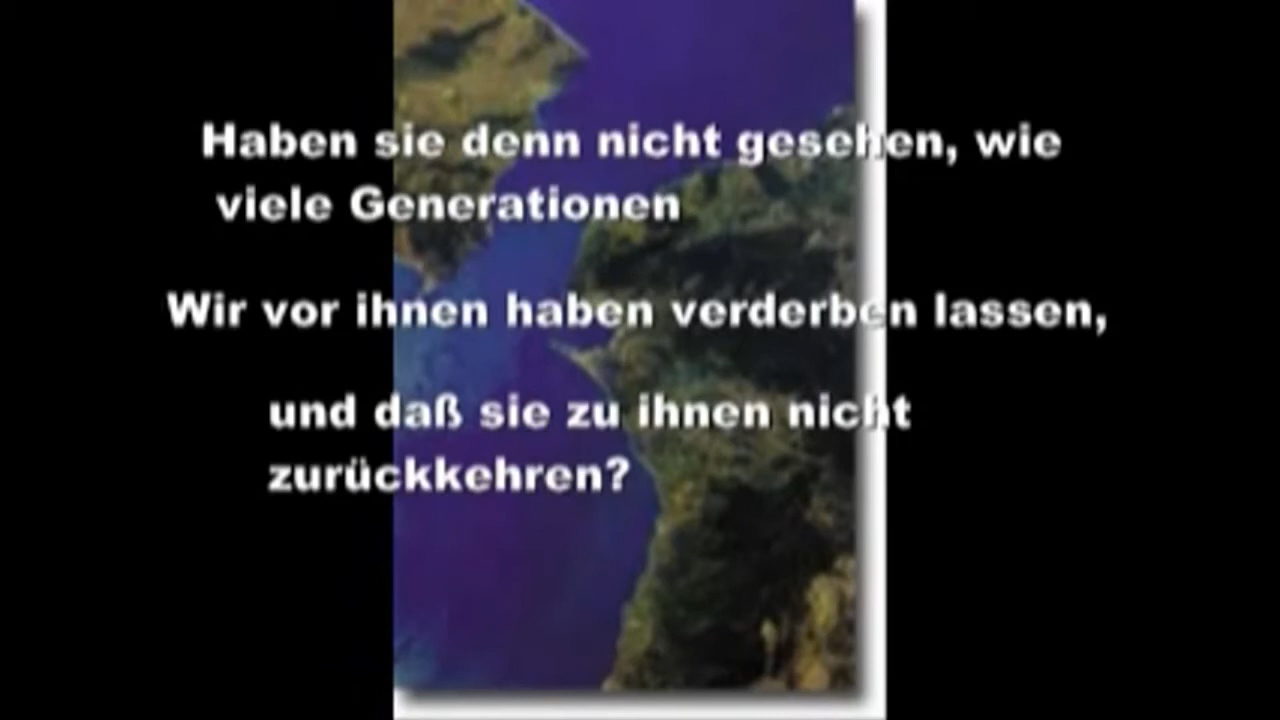 Haben sie denn nicht gesehen, wie
viele Generationen
Wir vor ihnen haben verderben lassen,
und daß sie zu ihnen nicht
zurückkehren?